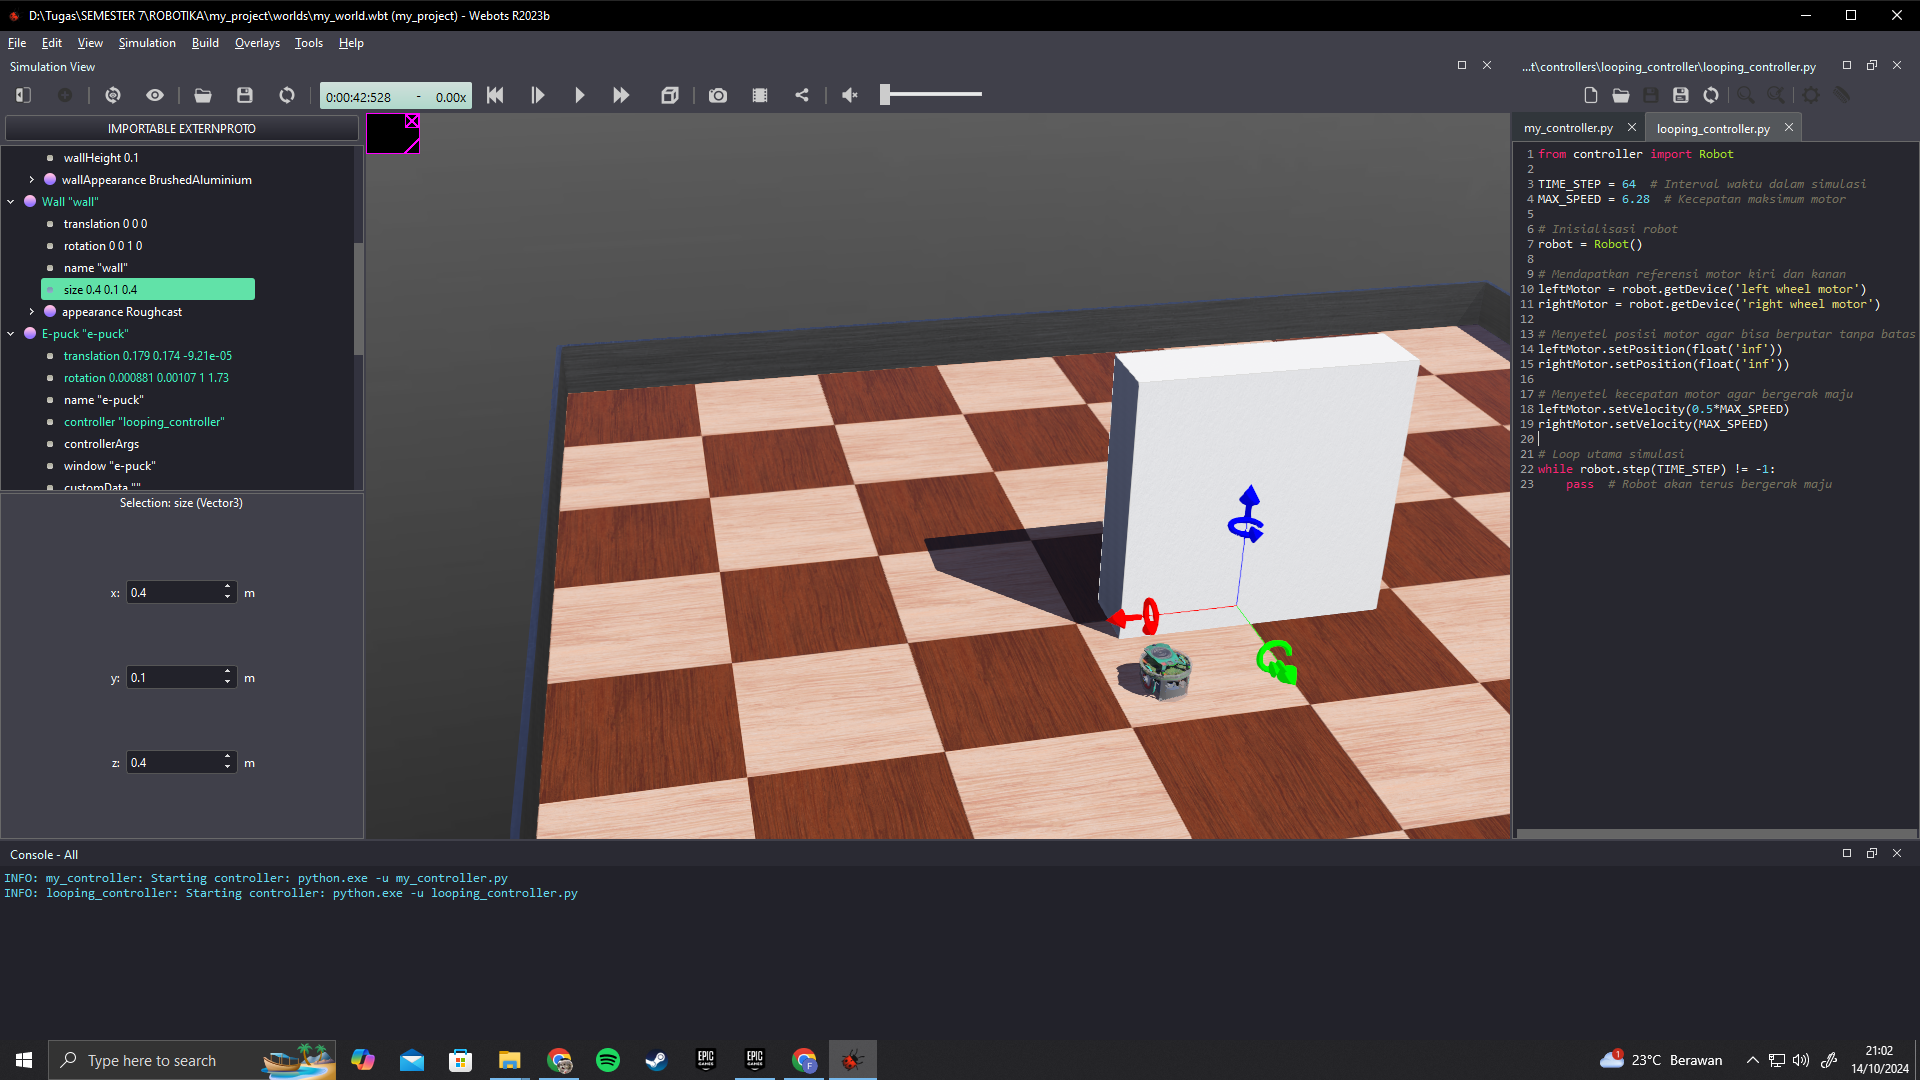 D:\Tugas\SEMESTER 7\ROBOTIKA\my_project\worlds\my_world.wbt (my_project) - Webots R2023b
File Edit View Simulation Build Overlays Tools Help
Simulation View
0:00:42:528 - 0.00x
IMPORTABLE EXTERNPROTO
wallHeight 0.1
wallAppearance BrushedAluminium
Wall "wall"
translation 0 0 0
rotation 0 0 1 0
name "wall"
size 0.4 0.1 0.4
appearance Roughcast
E-puck "e-puck"
translation 0.179 0.174 -9.21e-05
rotation 0.000881 0.00107 1 1.73
name "e-puck"
controller "looping_controller"
controllerArgs
window "e-puck"
customData ""
Selection: size (Vector3)
x: 0.4 m
y: 0.1 m
z: 0.4 m
...t\controllers\looping_controller\looping_controller.py
my_controller.py looping_controller.py
1 from controller import Robot
2
3 TIME_STEP = 64  # Interval waktu dalam simulasi
4 MAX_SPEED = 6.28  # Kecepatan maksimum motor
5
6 # Inisialisasi robot
7 robot = Robot()
8
9 # Mendapatkan referensi motor kiri dan kanan
10 leftMotor = robot.getDevice('left wheel motor')
11 rightMotor = robot.getDevice('right wheel motor')
12
13 # Menyetel posisi motor agar bisa berputar tanpa batas
14 leftMotor.setPosition(float('inf'))
15 rightMotor.setPosition(float('inf'))
16
17 # Menyetel kecepatan motor agar bergerak maju
18 leftMotor.setVelocity(0.5*MAX_SPEED)
19 rightMotor.setVelocity(MAX_SPEED)
20
21 # Loop utama simulasi
22 while robot.step(TIME_STEP) != -1:
23     pass  # Robot akan terus bergerak maju
Console - All
INFO: my_controller: Starting controller: python.exe -u my_controller.py
INFO: looping_controller: Starting controller: python.exe -u looping_controller.py
Type here to search
EPIC GAMES
EPIC GAMES
F
1
23°C Berawan
21:02
14/10/2024